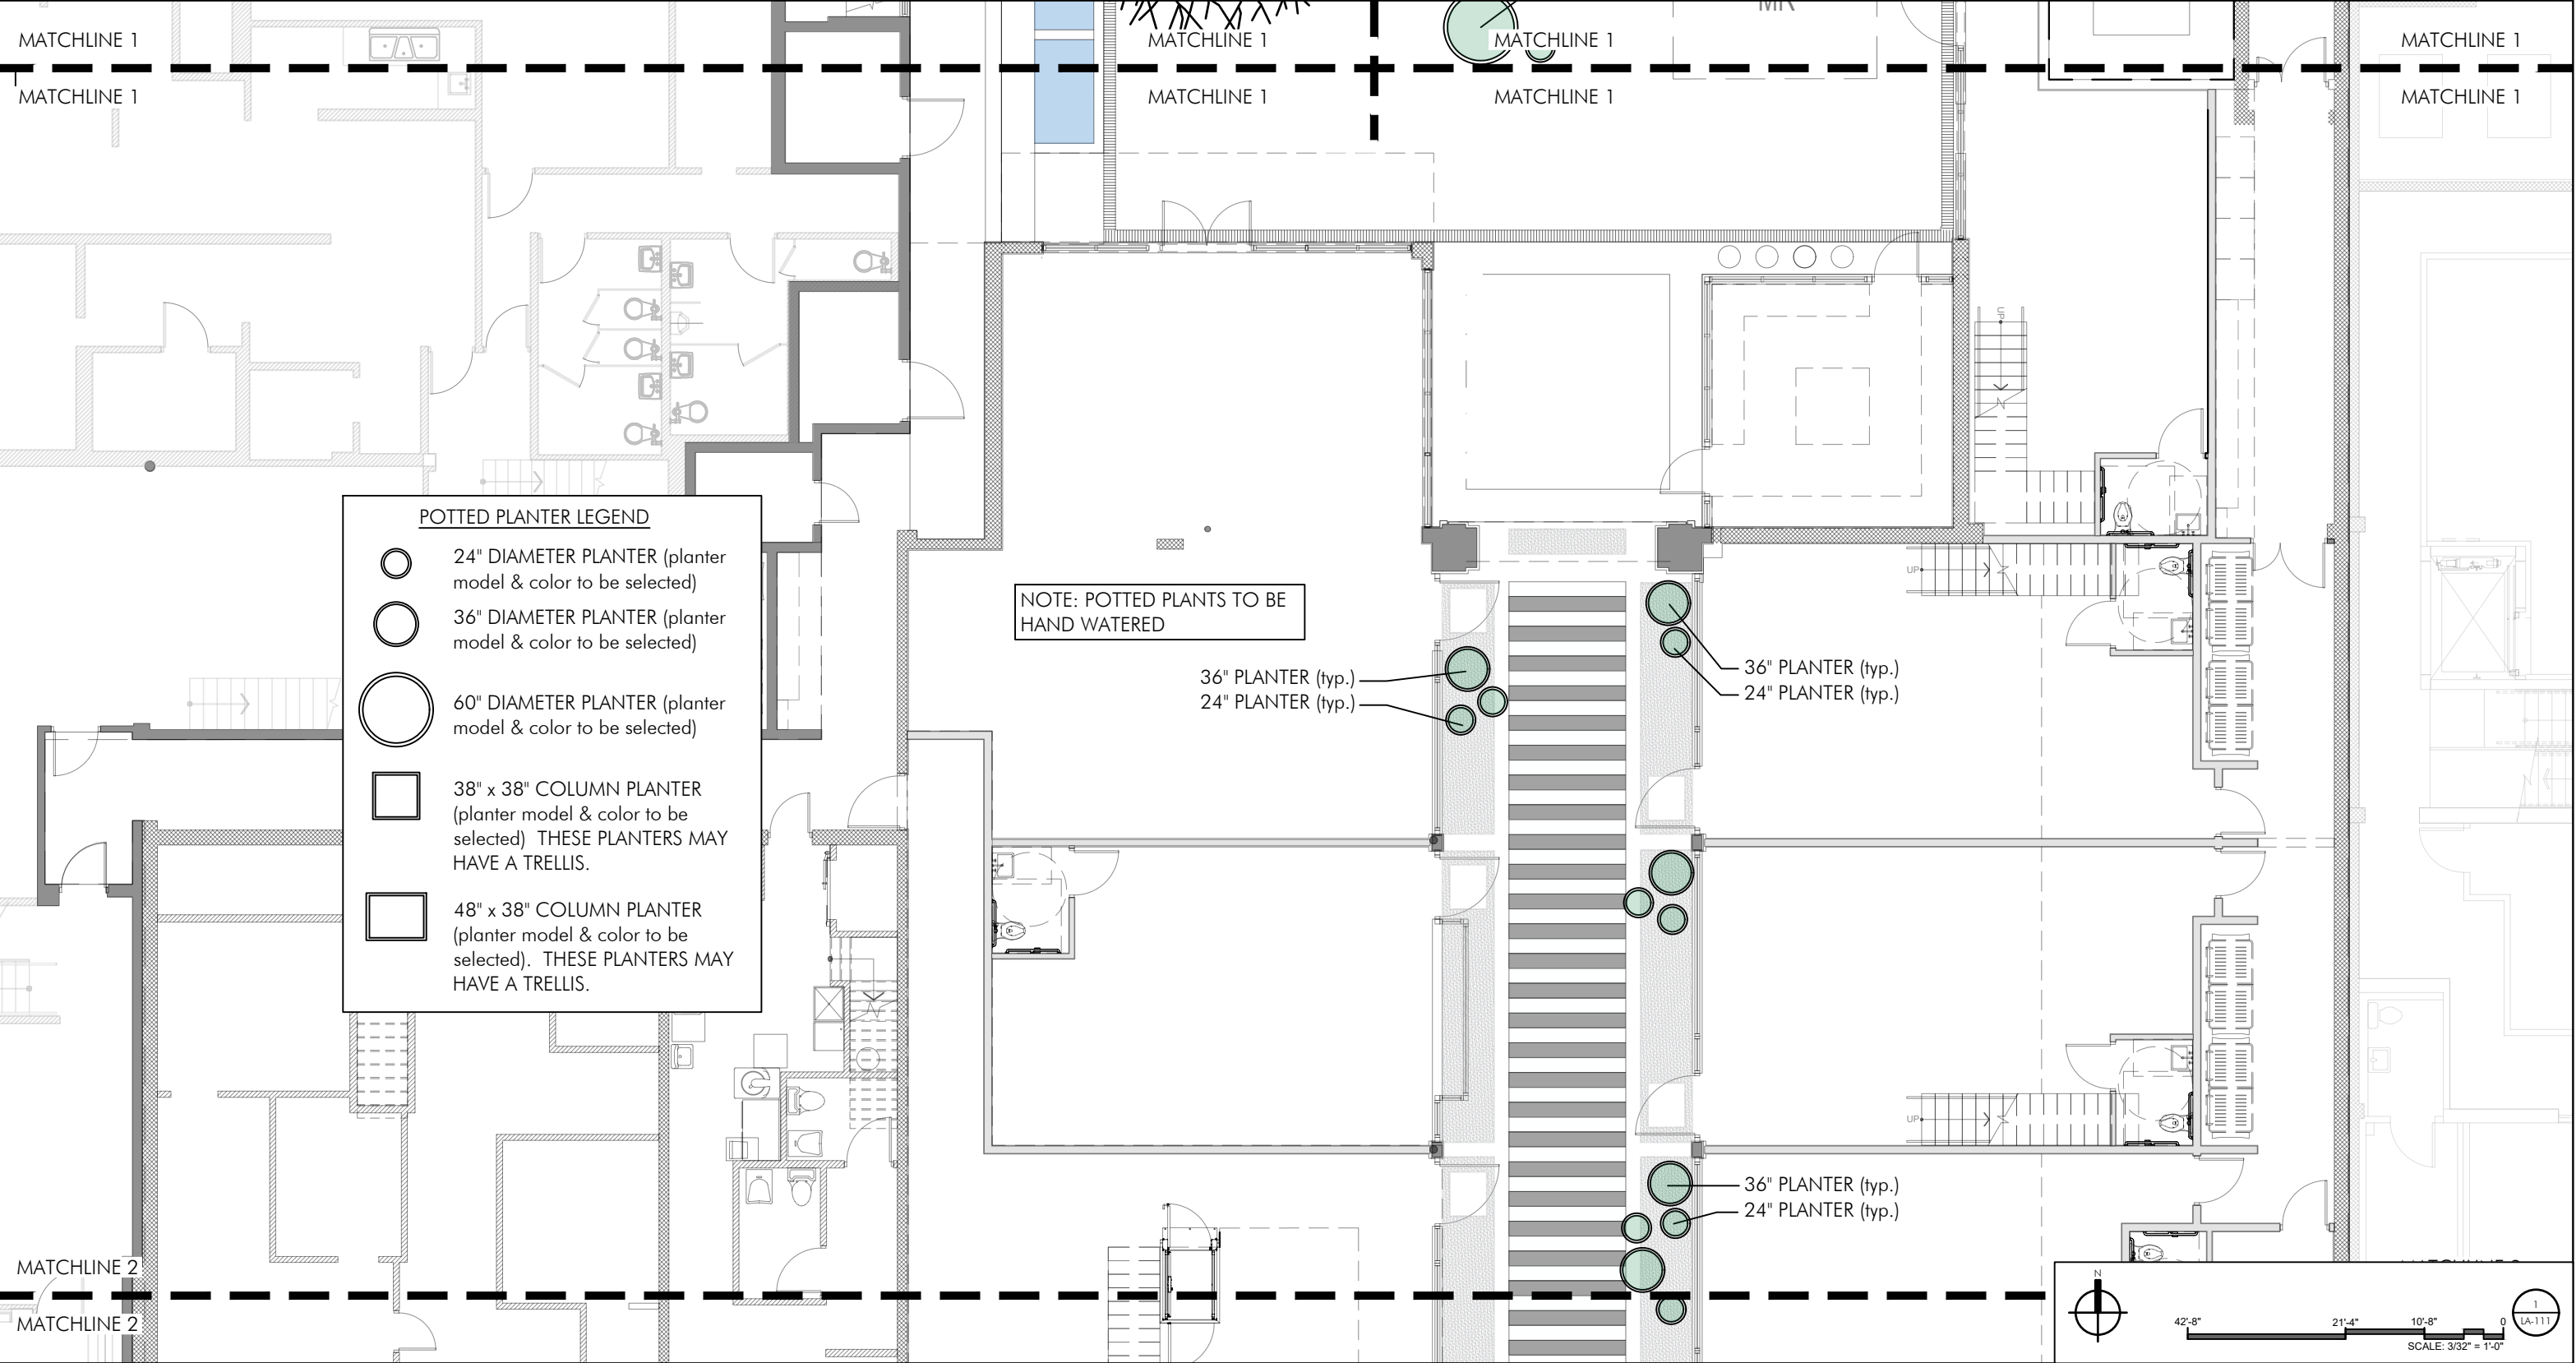 MR
MATCHLINE 1
MATCHLINE 1
MATCHLINE 1
MATCHLINE 1
MATCHLINE 1
MATCHLINE 1
MATCHLINE 1
MATCHLINE 1
UP
POTTED PLANTER LEGEND
24" DIAMETER PLANTER (planter
model & color to be selected)
36" DIAMETER PLANTER (planter
model & color to be selected)
60" DIAMETER PLANTER (planter
model & color to be selected)
38" x 38" COLUMN PLANTER
(planter model & color to be
selected) THESE PLANTERS MAY
HAVE A TRELLIS.
48" x 38" COLUMN PLANTER
(planter model & color to be
selected). THESE PLANTERS MAY
HAVE A TRELLIS.
NOTE: POTTED PLANTS TO BE
HAND WATERED
UP
36" PLANTER (typ.)
24" PLANTER (typ.)
36" PLANTER (typ.)
24" PLANTER (typ.)
UP
36" PLANTER (typ.)
24" PLANTER (typ.)
MATCHLINE 2
MATCHLINE 2
N
42'-8"
21'-4"
10'-8"
0
SCALE: 3/32" = 1'-0"
1
LA-111